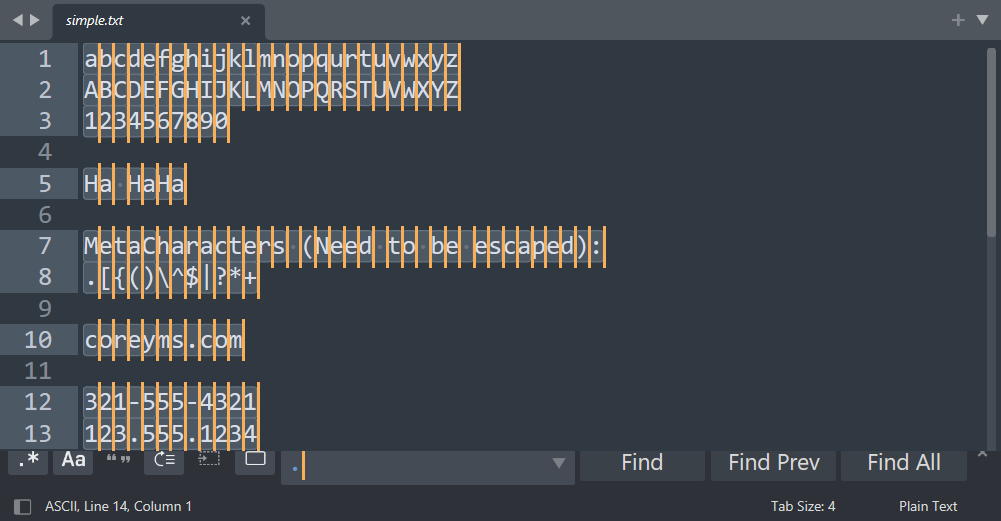 simple.txt
1 abcdefghijklmnopqurtuvwxyz
2 ABCDEFGHIJKLMNOPQRSTUVWXYZ
3 1234567890
4
5 Ha HaHa
6
7 MetaCharacters (Need to be escaped):
8 .[{()\^$|?*+
9
10 coreyms.com
11
12 321-555-4321
13 123.555.1234
.* Aa “” . Find Find Prev Find All
ASCII, Line 14, Column 1 Tab Size: 4 Plain Text